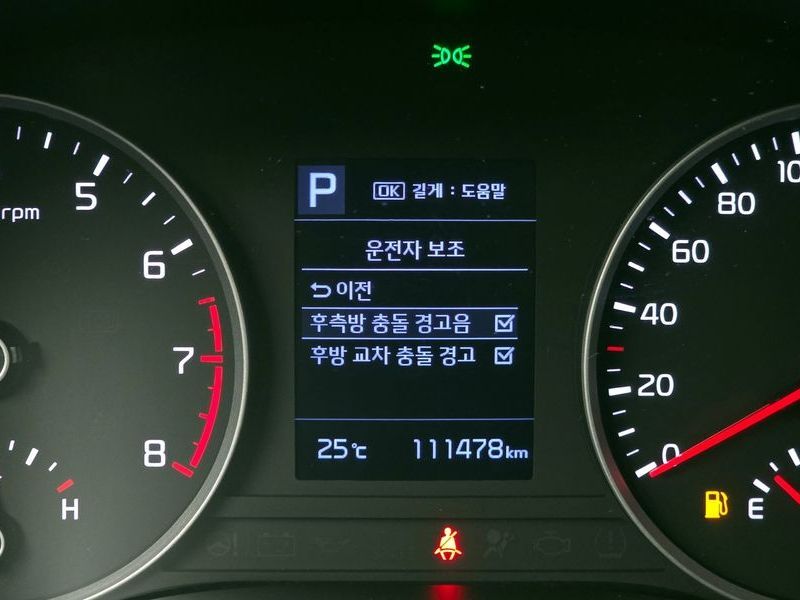 P
OK 길게 : 도움말
운전자 보조
이전
후측방 충돌 경고음
후방 교차 충돌 경고
25℃ 111478km
rpm
5
6
7
8
H
10
80
60
40
20
0
E